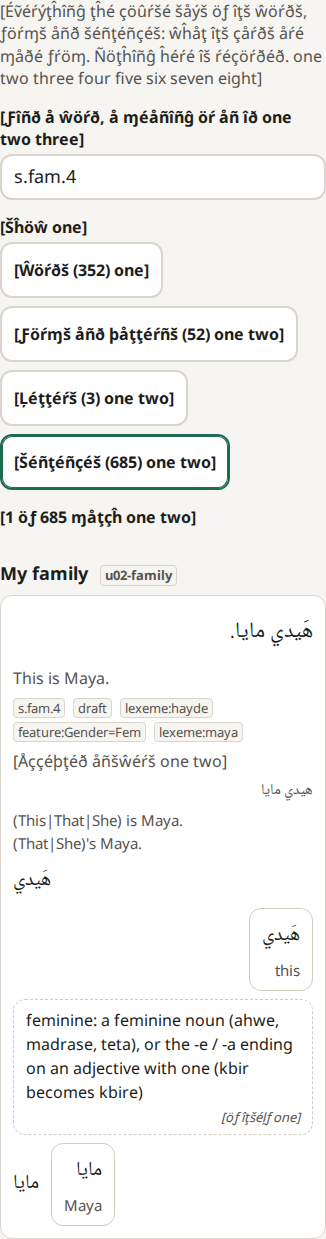 [Éṽéŕýţĥîñĝ ţĥé çöûŕšé šåýš öƒ îţš ŵöŕðš,
ƒöŕɱš åñð šéñţéñçéš: ŵĥåţ îţš çåŕðš åŕé
ɱåðé ƒŕöɱ. Ñöţĥîñĝ ĥéŕé îš ŕéçöŕðéð. one
two three four five six seven eight]
[Ƒîñð å ŵöŕð, å ɱéåñîñĝ öŕ åñ îð one
two three]
s.fam.4
[Šĥöŵ one]
[Ŵöŕðš (352) one]
[Ƒöŕɱš åñð þåţţéŕñš (52) one two]
[Ļéţţéŕš (3) one two]
[Šéñţéñçéš (685) one two]
[1 öƒ 685 ɱåţçĥ one two]
My family u02-family
هَيدي مايا.
This is Maya.
s.fam.4 draft lexeme:hayde
feature:Gender=Fem lexeme:maya
[Åççéþţéð åñšŵéŕš one two]
هيدي مايا
(This|That|She) is Maya.
(That|She)'s Maya.
هَيدي
هَيدي
this
feminine: a feminine noun (ahwe,
madrase, teta), or the -e / -a ending
on an adjective with one (kbir
becomes kbire)
[öƒ îţšéļƒ one]
مايا
مايا
Maya